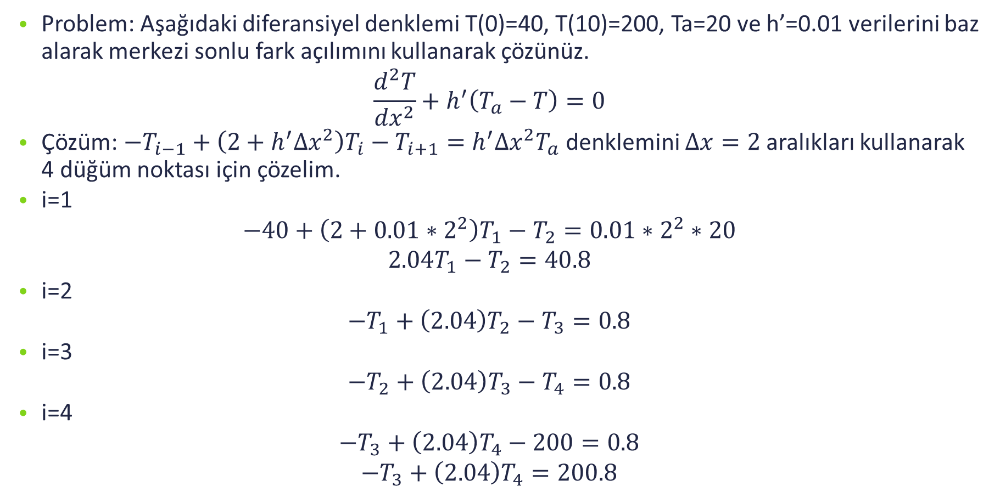 • Problem: Aşağıdaki diferansiyel denklemi T(0)=40, T(10)=200, Ta=20 ve h’=0.01 verilerini baz
alarak merkezi sonlu fark açılımını kullanarak çözünüz.
$\frac{d^2T}{dx^2} + h'(T_a - T) = 0$
• Çözüm: $-T_{i-1} + (2 + h'\Delta x^2)T_i - T_{i+1} = h'\Delta x^2 T_a$ denklemini $\Delta x = 2$ aralıkları kullanarak
4 düğüm noktası için çözelim.
• i=1
$-40 + (2 + 0.01 * 2^2)T_1 - T_2 = 0.01 * 2^2 * 20$
$2.04T_1 - T_2 = 40.8$
• i=2
$-T_1 + (2.04)T_2 - T_3 = 0.8$
• i=3
$-T_2 + (2.04)T_3 - T_4 = 0.8$
• i=4
$-T_3 + (2.04)T_4 - 200 = 0.8$
$-T_3 + (2.04)T_4 = 200.8$